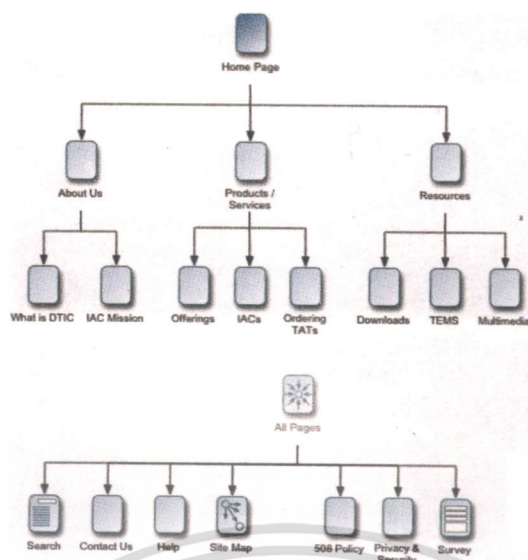 Home Page
About Us
Products /
Services
Resources
What is DTIC
IAC Mission
Offerings
IACs
Ordering
TATs
Downloads
TEMS
Multimedia
All Pages
Search
Contact Us
Help
Site Map
508 Policy
Privacy &
Security
Survey